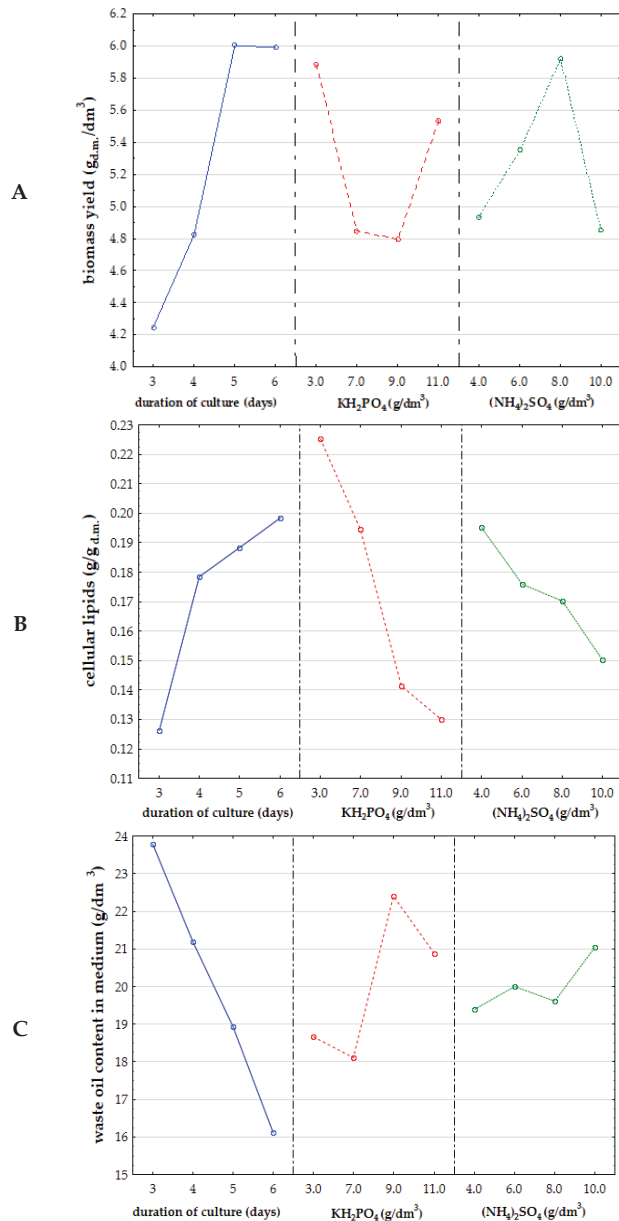 A
biomass yield (g_d.m./dm³)
6.0
5.8
5.6
5.4
5.2
5.0
4.8
4.6
4.4
4.2
4.0
3 4 5 6 3.0 7.0 9.0 11.0 4.0 6.0 8.0 10.0
duration of culture (days) KH₂PO₄ (g/dm³) (NH₄)₂SO₄ (g/dm³)
B
cellular lipids (g/g_d.m.)
0.23
0.22
0.21
0.20
0.19
0.18
0.17
0.16
0.15
0.14
0.13
0.12
0.11
3 4 5 6 3.0 7.0 9.0 11.0 4.0 6.0 8.0 10.0
duration of culture (days) KH₂PO₄ (g/dm³) (NH₄)₂SO₄ (g/dm³)
C
waste oil content in medium (g/dm³)
24
23
22
21
20
19
18
17
16
15
3 4 5 6 3.0 7.0 9.0 11.0 4.0 6.0 8.0 10.0
duration of culture (days) KH₂PO₄ (g/dm³) (NH₄)₂SO₄ (g/dm³)